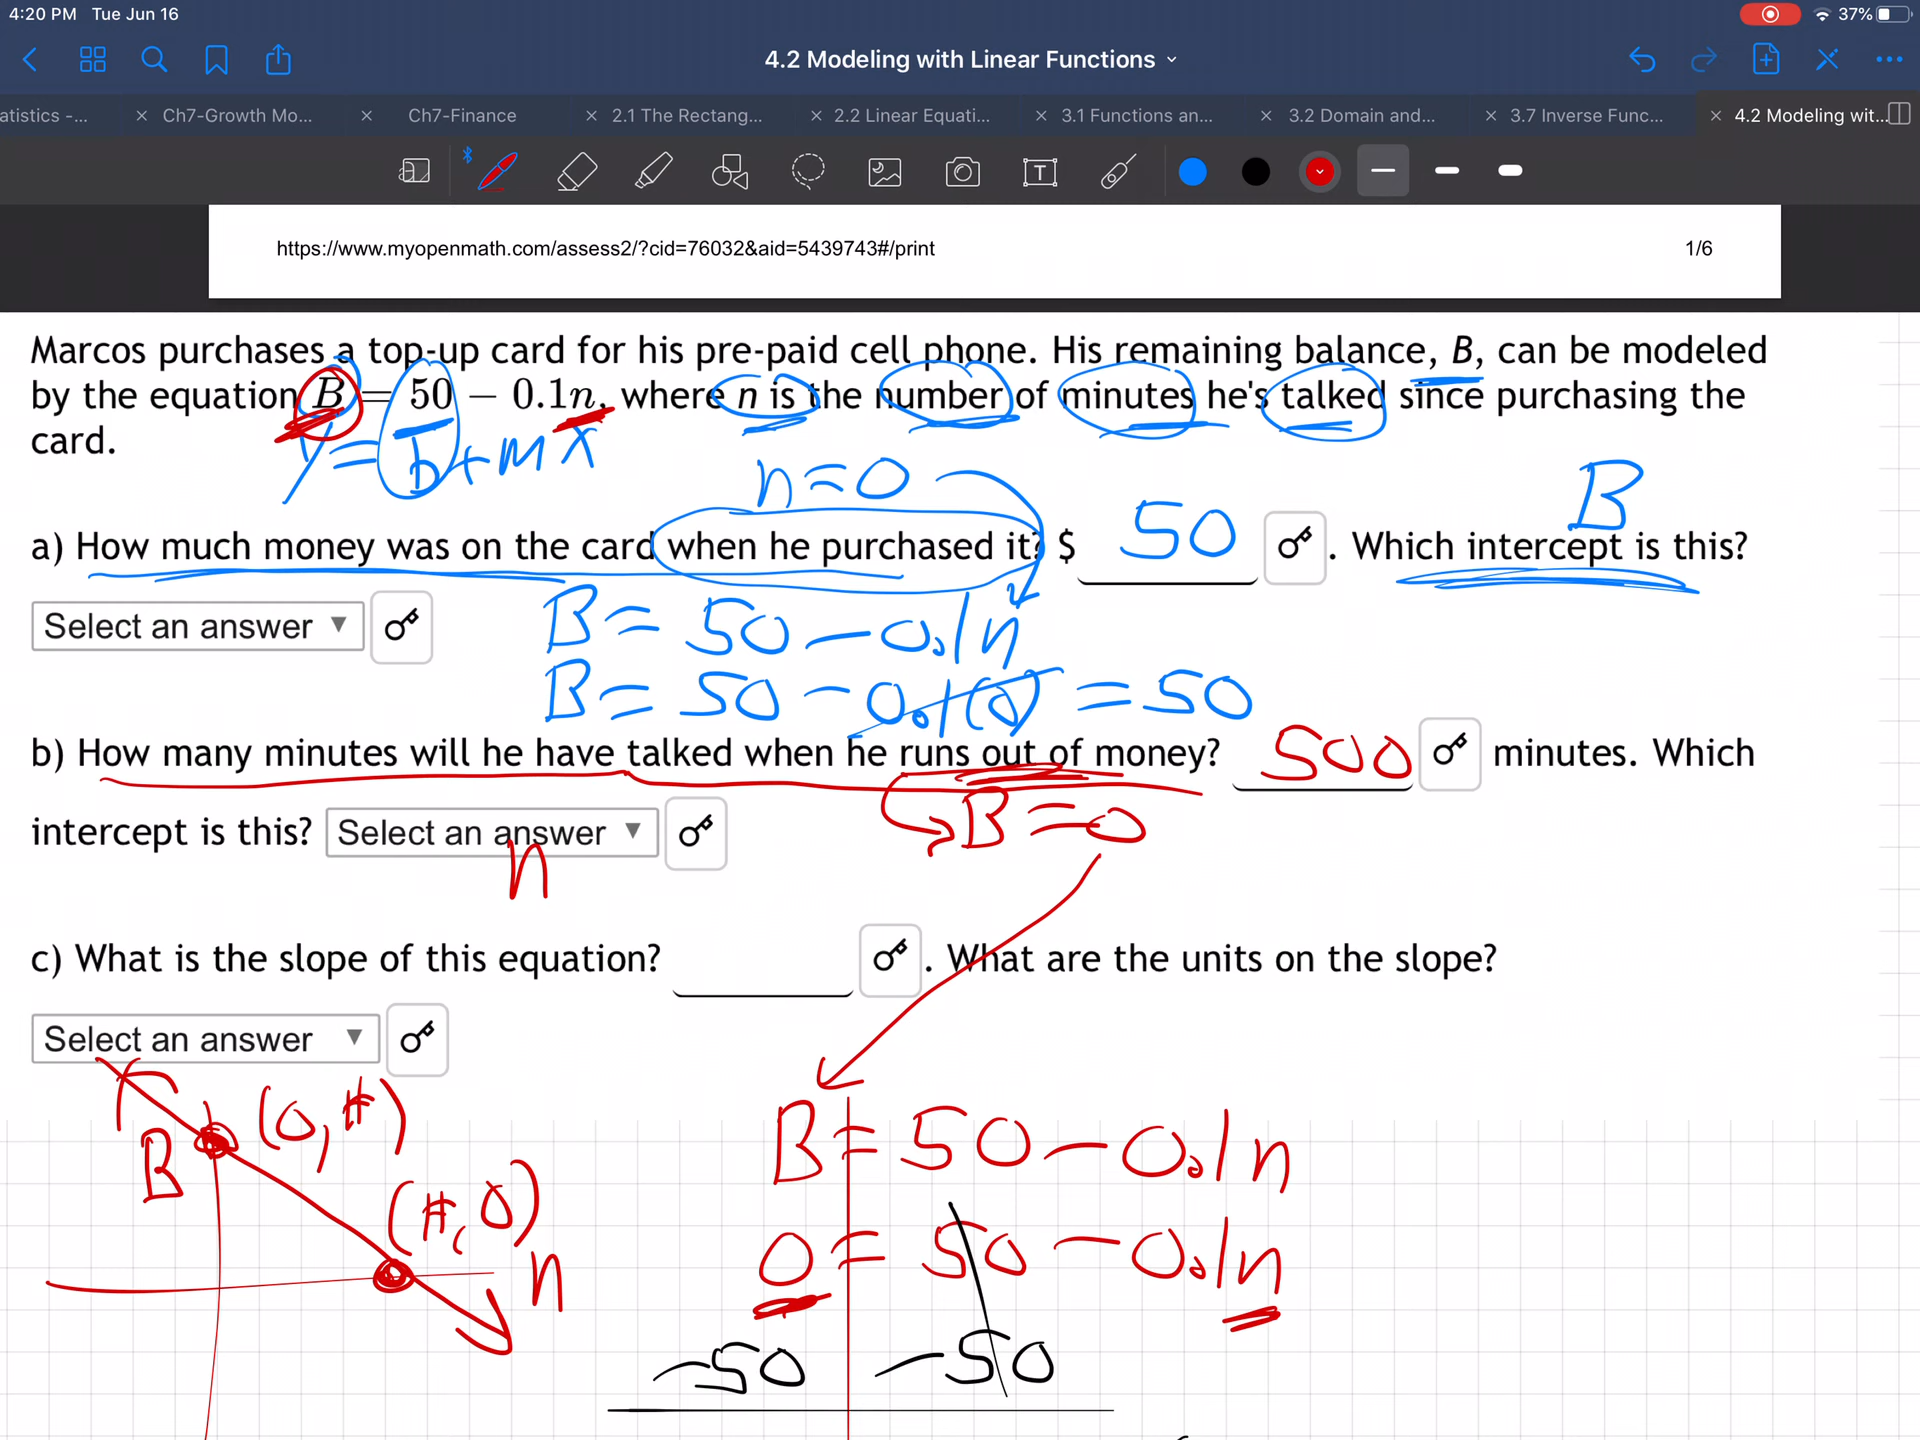 4:20 PM Tue Jun 16
37%
4.2 Modeling with Linear Functions
atistics -...
× Ch7-Growth Mo...
× Ch7-Finance
× 2.1 The Rectang...
× 2.2 Linear Equati...
× 3.1 Functions an...
× 3.2 Domain and...
× 3.7 Inverse Func...
× 4.2 Modeling wit...
T
https://www.myopenmath.com/assess2/?cid=76032&aid=5439743#/print 1/6
Marcos purchases a top-up card for his pre-paid cell phone. His remaining balance, B, can be modeled
by the equation B = 50 − 0.1n, where n is the number of minutes he's talked since purchasing the
card.
y = b + mx
n = 0
B
a) How much money was on the card when he purchased it? $ 50 . Which intercept is this?
Select an answer
B = 50 − 0.1n
B = 50 − 0.1(0) = 50
b) How many minutes will he have talked when he runs out of money? 500 minutes. Which
intercept is this? Select an answer
B = 0
n
c) What is the slope of this equation? . What are the units on the slope?
Select an answer
(0, #)
B
(#, 0)
n
B = 50 − 0.1n
0 = 50 − 0.1n
−50 −50